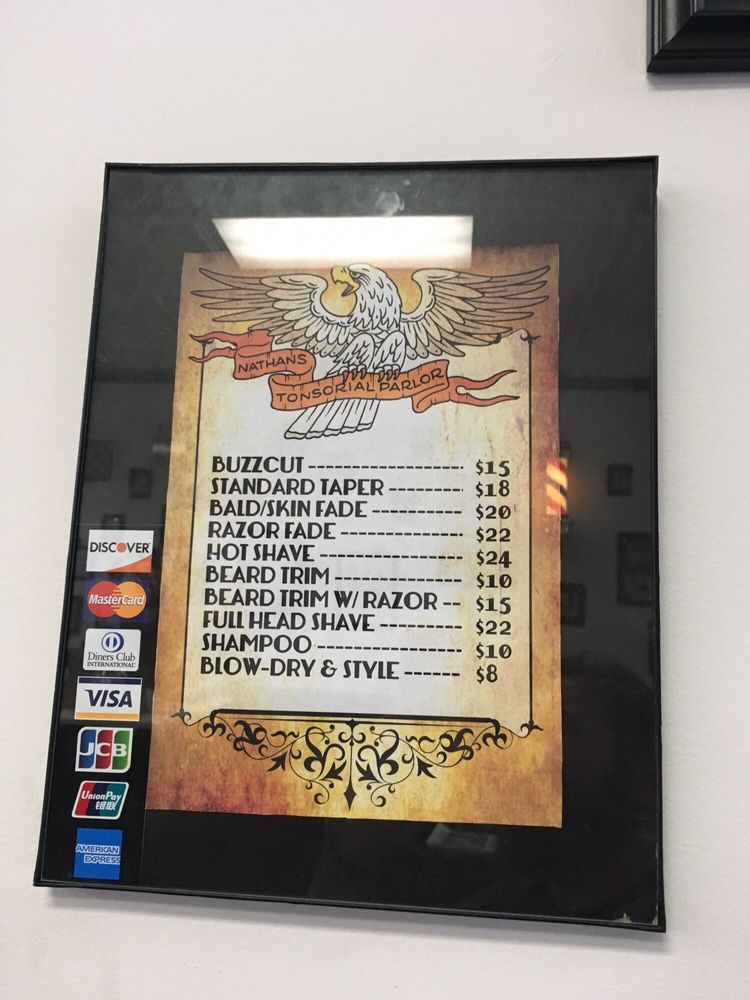 NATHANS
TONSORIAL PARLOR
BUZZCUT ------------------ $15
STANDARD TAPER --------- $18
BALD/SKIN FADE ----------- $20
RAZOR FADE --------------- $22
HOT SHAVE ----------------- $24
BEARD TRIM --------------- $10
BEARD TRIM W/ RAZOR -- $15
FULL HEAD SHAVE ---------- $22
SHAMPOO ----------------- $10
BLOW-DRY & STYLE ------- $8
DISCOVER
MasterCard
Diners Club
INTERNATIONAL
VISA
JCB
UnionPay
银联
AMERICAN
EXPRESS